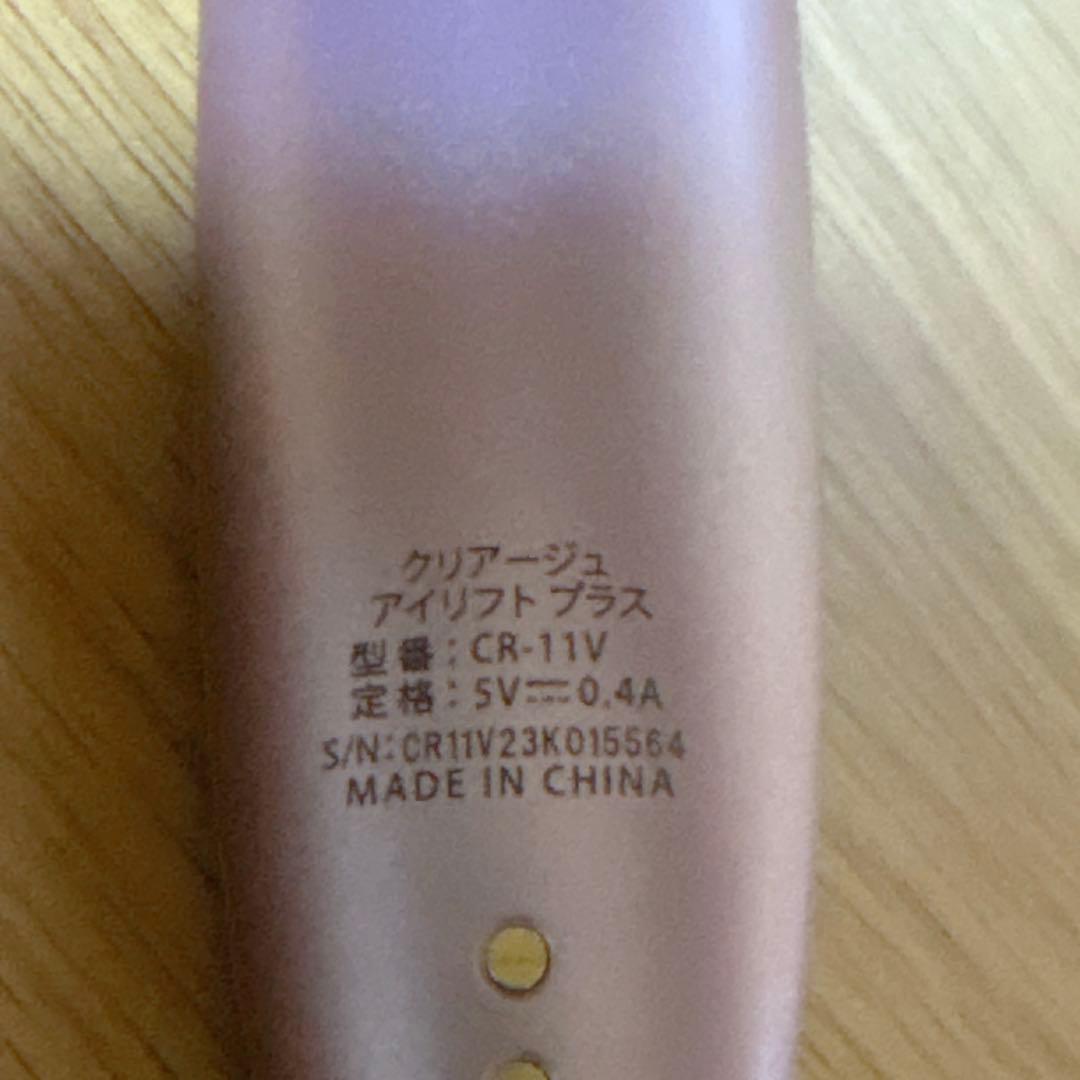 クリアージュ
アイリフト プラス
型番：CR-11V
定格：5V⎓0.4A
S/N:CR11V23K015564
MADE IN CHINA